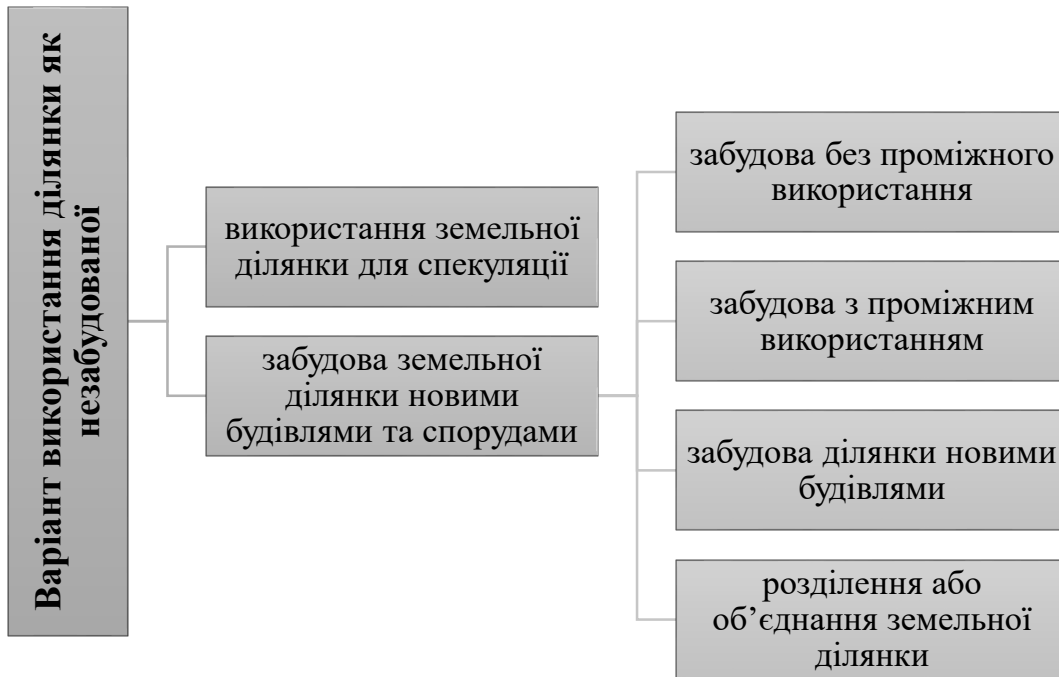 Варіант використання ділянки як
незабудованої
використання земельної
ділянки для спекуляції
забудова земельної
ділянки новими
будівлями та спорудами
забудова без проміжного
використання
забудова з проміжним
використанням
забудова ділянки новими
будівлями
розділення або
об’єднання земельної
ділянки